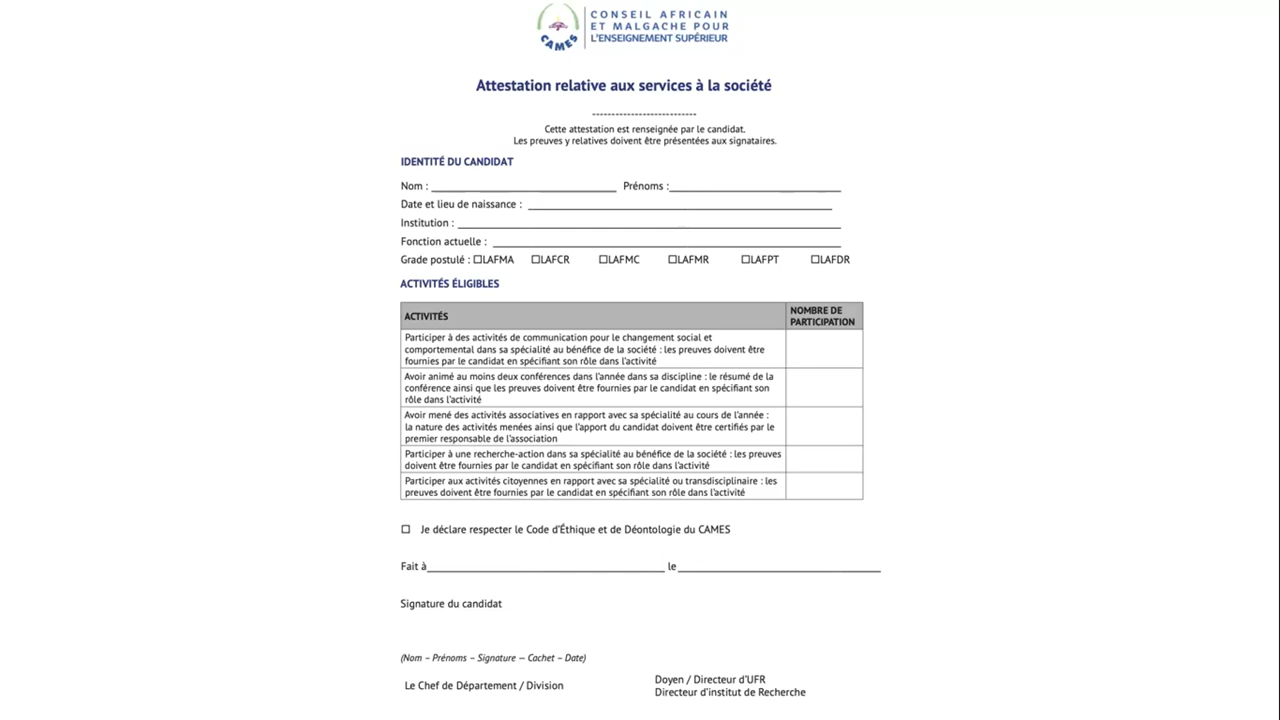 CONSEIL AFRICAIN
ET MALGACHE POUR
L'ENSEIGNEMENT SUPÉRIEUR
CAMES
Attestation relative aux services à la société
---------------------------
Cette attestation est renseignée par le candidat.
Les preuves y relatives doivent être présentées aux signataires.
IDENTITÉ DU CANDIDAT
Nom : ____________________ Prénoms : ____________________
Date et lieu de naissance : ____________________
Institution : ____________________
Fonction actuelle : ____________________
Grade postulé : ☐LAFMA ☐LAFCR ☐LAFMC ☐LAFMR ☐LAFPT ☐LAFDR
ACTIVITÉS ÉLIGIBLES
ACTIVITÉS
NOMBRE DE
PARTICIPATION
Participer à des activités de communication pour le changement social et
comportemental dans sa spécialité au bénéfice de la société : les preuves doivent être
fournies par le candidat en spécifiant son rôle dans l'activité
Avoir animé au moins deux conférences dans l'année dans sa discipline : le résumé de la
conférence ainsi que les preuves doivent être fournies par le candidat en spécifiant son
rôle dans l'activité
Avoir mené des activités associatives en rapport avec sa spécialité au cours de l'année :
la nature des activités menées ainsi que l'apport du candidat doivent être certifiés par le
premier responsable de l'association
Participer à une recherche-action dans sa spécialité au bénéfice de la société : les preuves
doivent être fournies par le candidat en spécifiant son rôle dans l'activité
Participer aux activités citoyennes en rapport avec sa spécialité ou transdisciplinaire : les
preuves doivent être fournies par le candidat en spécifiant son rôle dans l'activité
☐ Je déclare respecter le Code d'Éthique et de Déontologie du CAMES
Fait à____________________ le____________________
Signature du candidat
(Nom – Prénoms – Signature — Cachet – Date)
Le Chef de Département / Division
Doyen / Directeur d'UFR
Directeur d'institut de Recherche